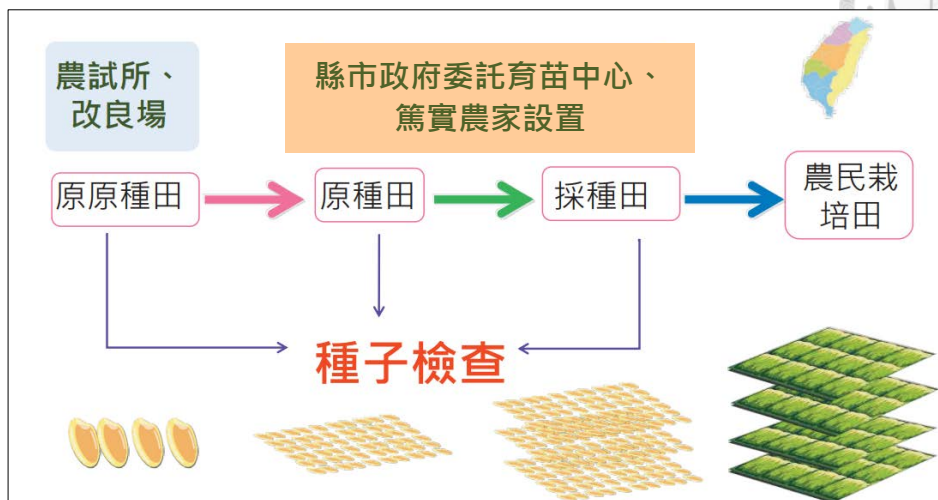 農試所、
改良場
縣市政府委託育苗中心、
篤實農家設置
原原種田
原種田
採種田
農民栽
培田
種子檢查